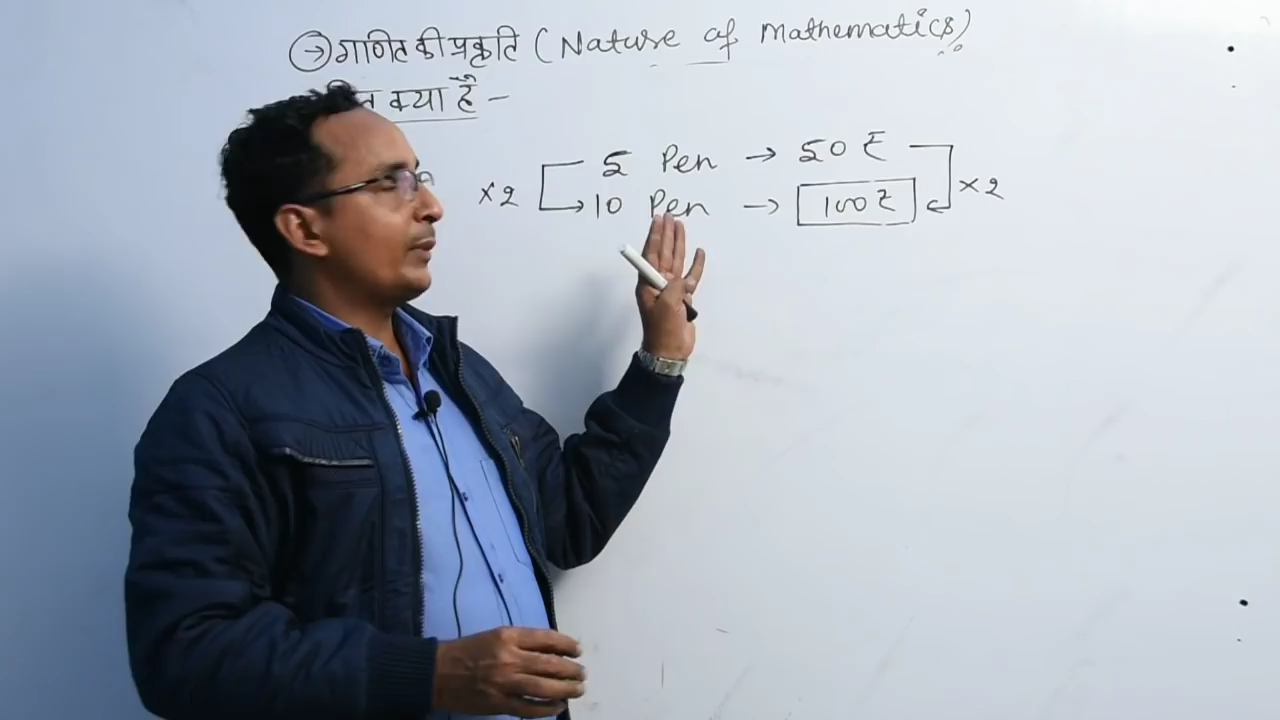 → गणित की प्रकृति (Nature of Mathematics)
क्या है -
5 Pen → 50 ₹
×2 ×2
10 Pen → 100 ₹